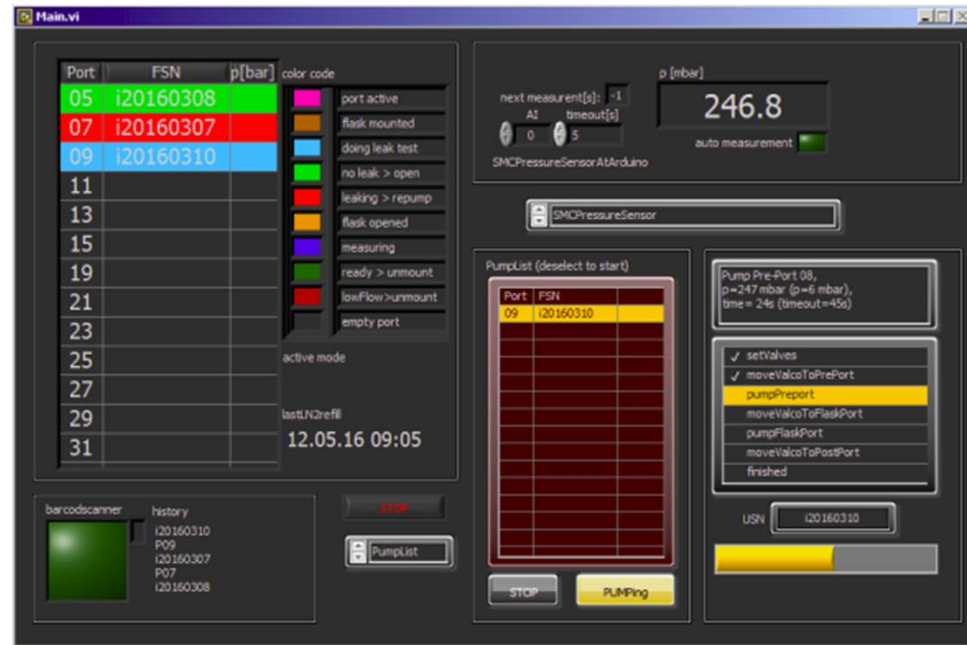 Main.vi
Port FSN p[bar] color code
05 i20160308
07 i20160307
09 i20160310
11
13
15
19
21
23
25
27
29
31
port active
flask mounted
doing leak test
no leak > open
leaking > repump
flask opened
measuring
ready > unmount
lowFlow>unmount
empty port
active mode
lastLN2refill
12.05.16 09:05
barcodscanner
history
i20160310
P09
i20160307
P07
i20160308
STOP
PumpList
p [mbar]
next measurent[s]: -1
246.8
AI timeout[s]
0 5
auto measurement
SMCPressureSensorAtArduino
SMCPressureSensor
PumpList (deselect to start)
Port FSN
09 i20160310
STOP
PUMPing
Pump Pre-Port 08,
p=247 mbar (p=6 mbar),
time= 24s (timeout=45s)
✓ setValves
✓ moveValcoToPrePort
pumpPreport
moveValcoToFlaskPort
pumpFlaskPort
moveValcoToPostPort
finished
USN i20160310